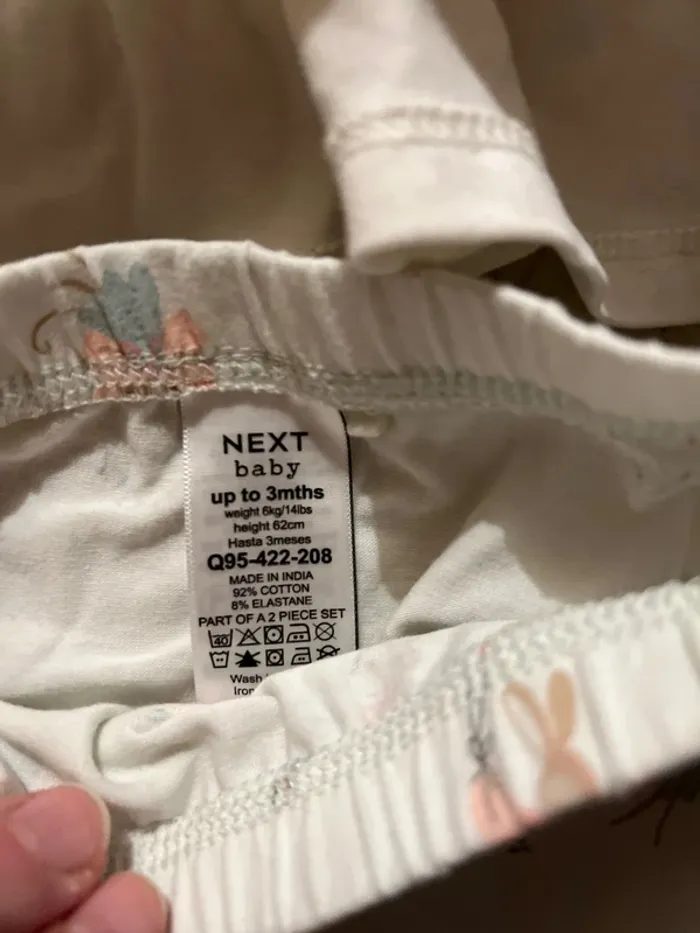 NEXT
baby
up to 3mths
weight 6kg/14lbs
height 62cm
Hasta 3meses
Q95-422-208
MADE IN INDIA
92% COTTON
8% ELASTANE
PART OF A 2 PIECE SET
40
Wash
Iron